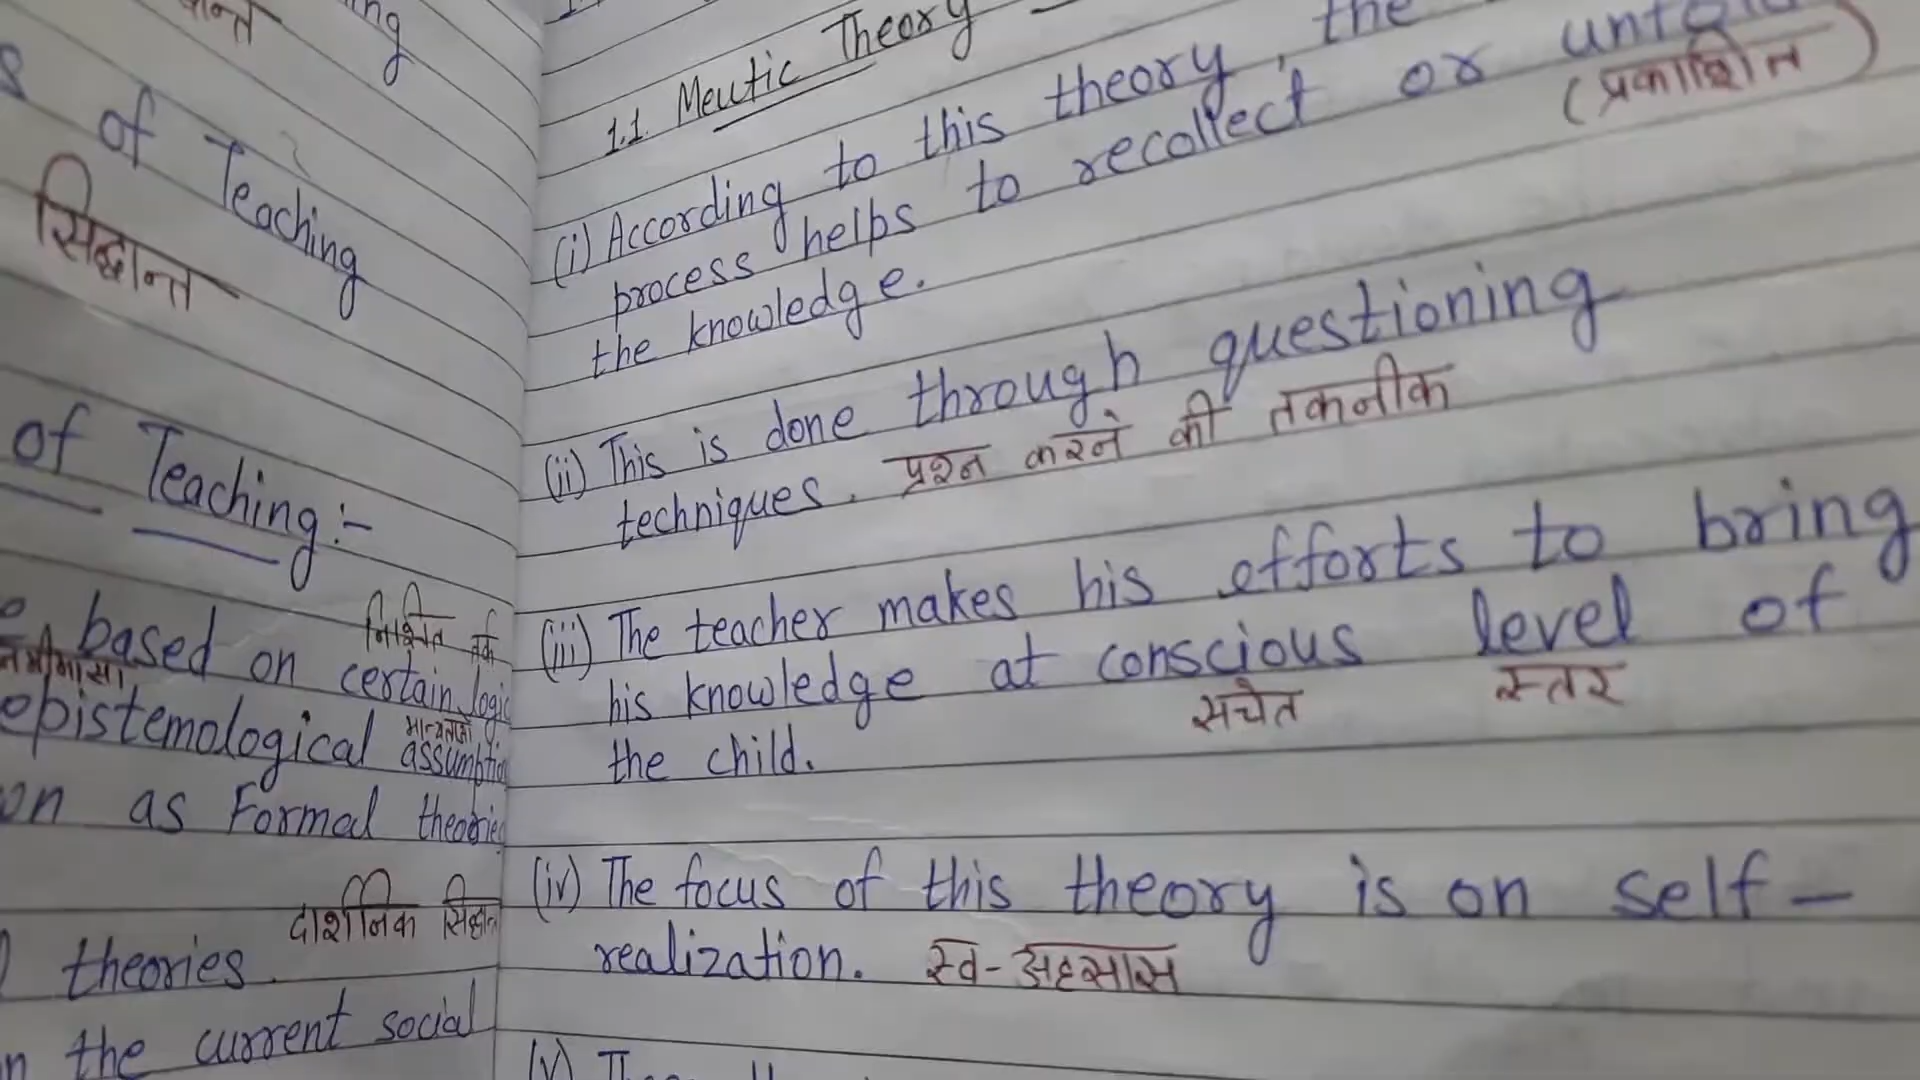 of Teaching
सिद्धान्त
of Teaching:-
निश्चित तर्क
based on certain logic
मान्यताओं
epistemological
on as Formal theories
दार्शनिक
theories.
the current social
1.1. Meutic Theory
(i) According to this theory, the
process helps to recollect or
(प्रकाशित)
the knowledge.
(ii) This is done through questioning
techniques. प्रश्न करने की तकनीक
(iii) The teacher makes his efforts to bring
his knowledge at conscious level of
सचेत स्तर
the child.
(iv) The focus of this theory is on self-
realization. स्व-अहसास
(v)